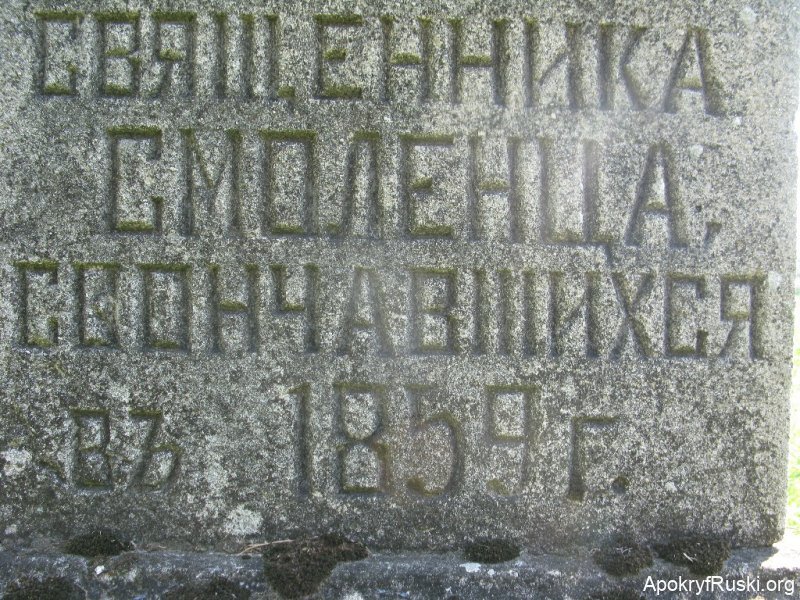 СВЯЩЕННИКА
СМОЛЕНЦА,
СКОНЧАВШИХСЯ
въ 1859 г.
ApokryfRuski.org